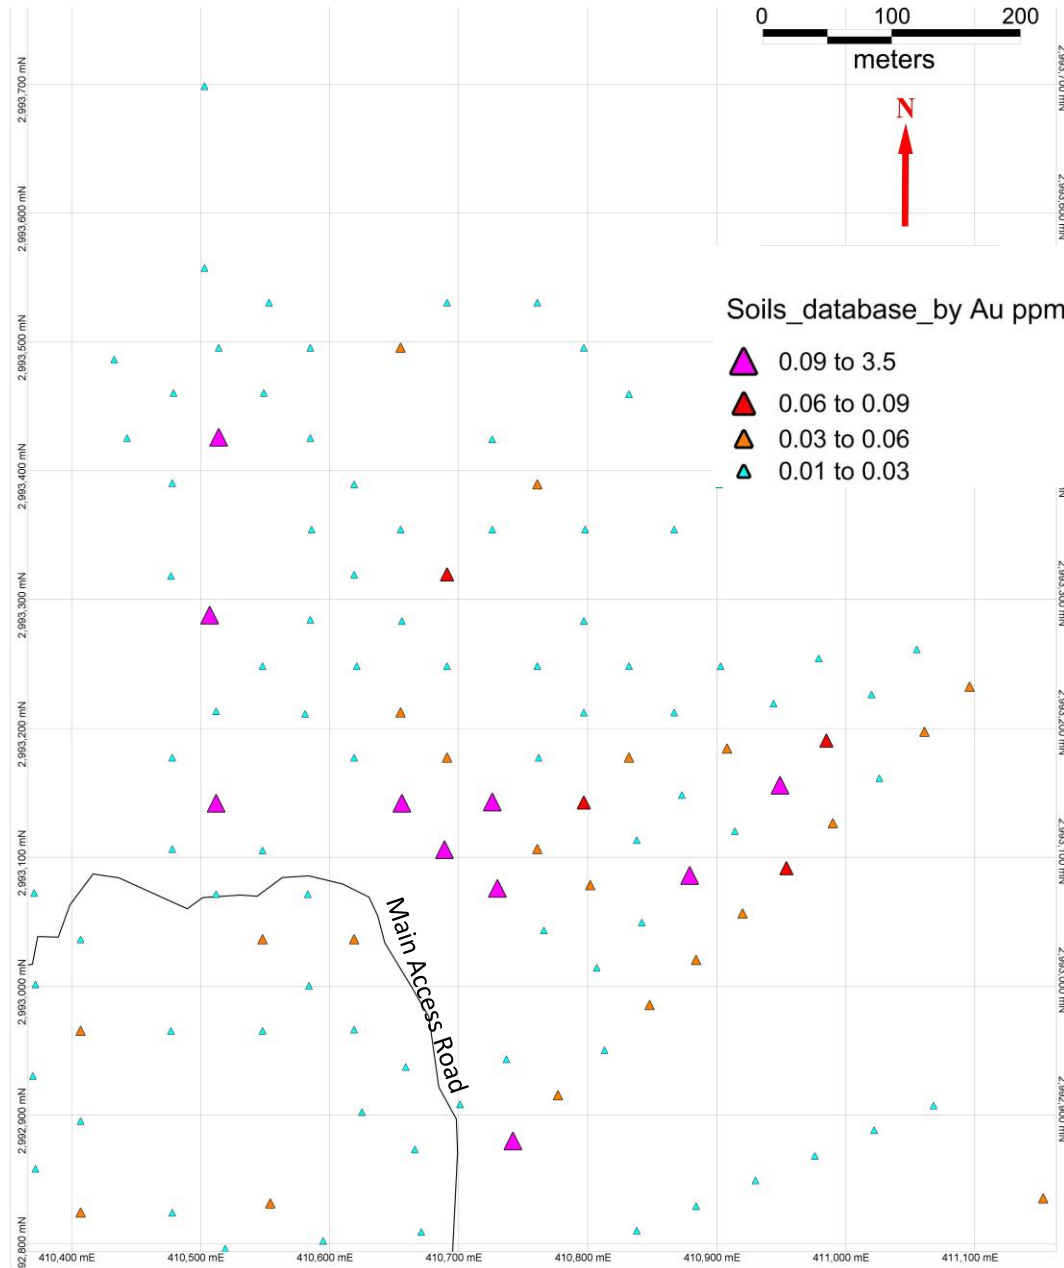 0 100 200
meters
N
Soils_database_by Au ppm
0.09 to 3.5
0.06 to 0.09
0.03 to 0.06
0.01 to 0.03
Main Access Road
2,993,700 mN
2,993,600 mN
2,993,500 mN
2,993,400 mN
2,993,300 mN
2,993,200 mN
2,993,100 mN
2,993,000 mN
2,992,900 mN
92,800 mN
410,400 mE
410,500 mE
410,600 mE
410,700 mE
410,800 mE
410,900 mE
411,000 mE
411,100 mE